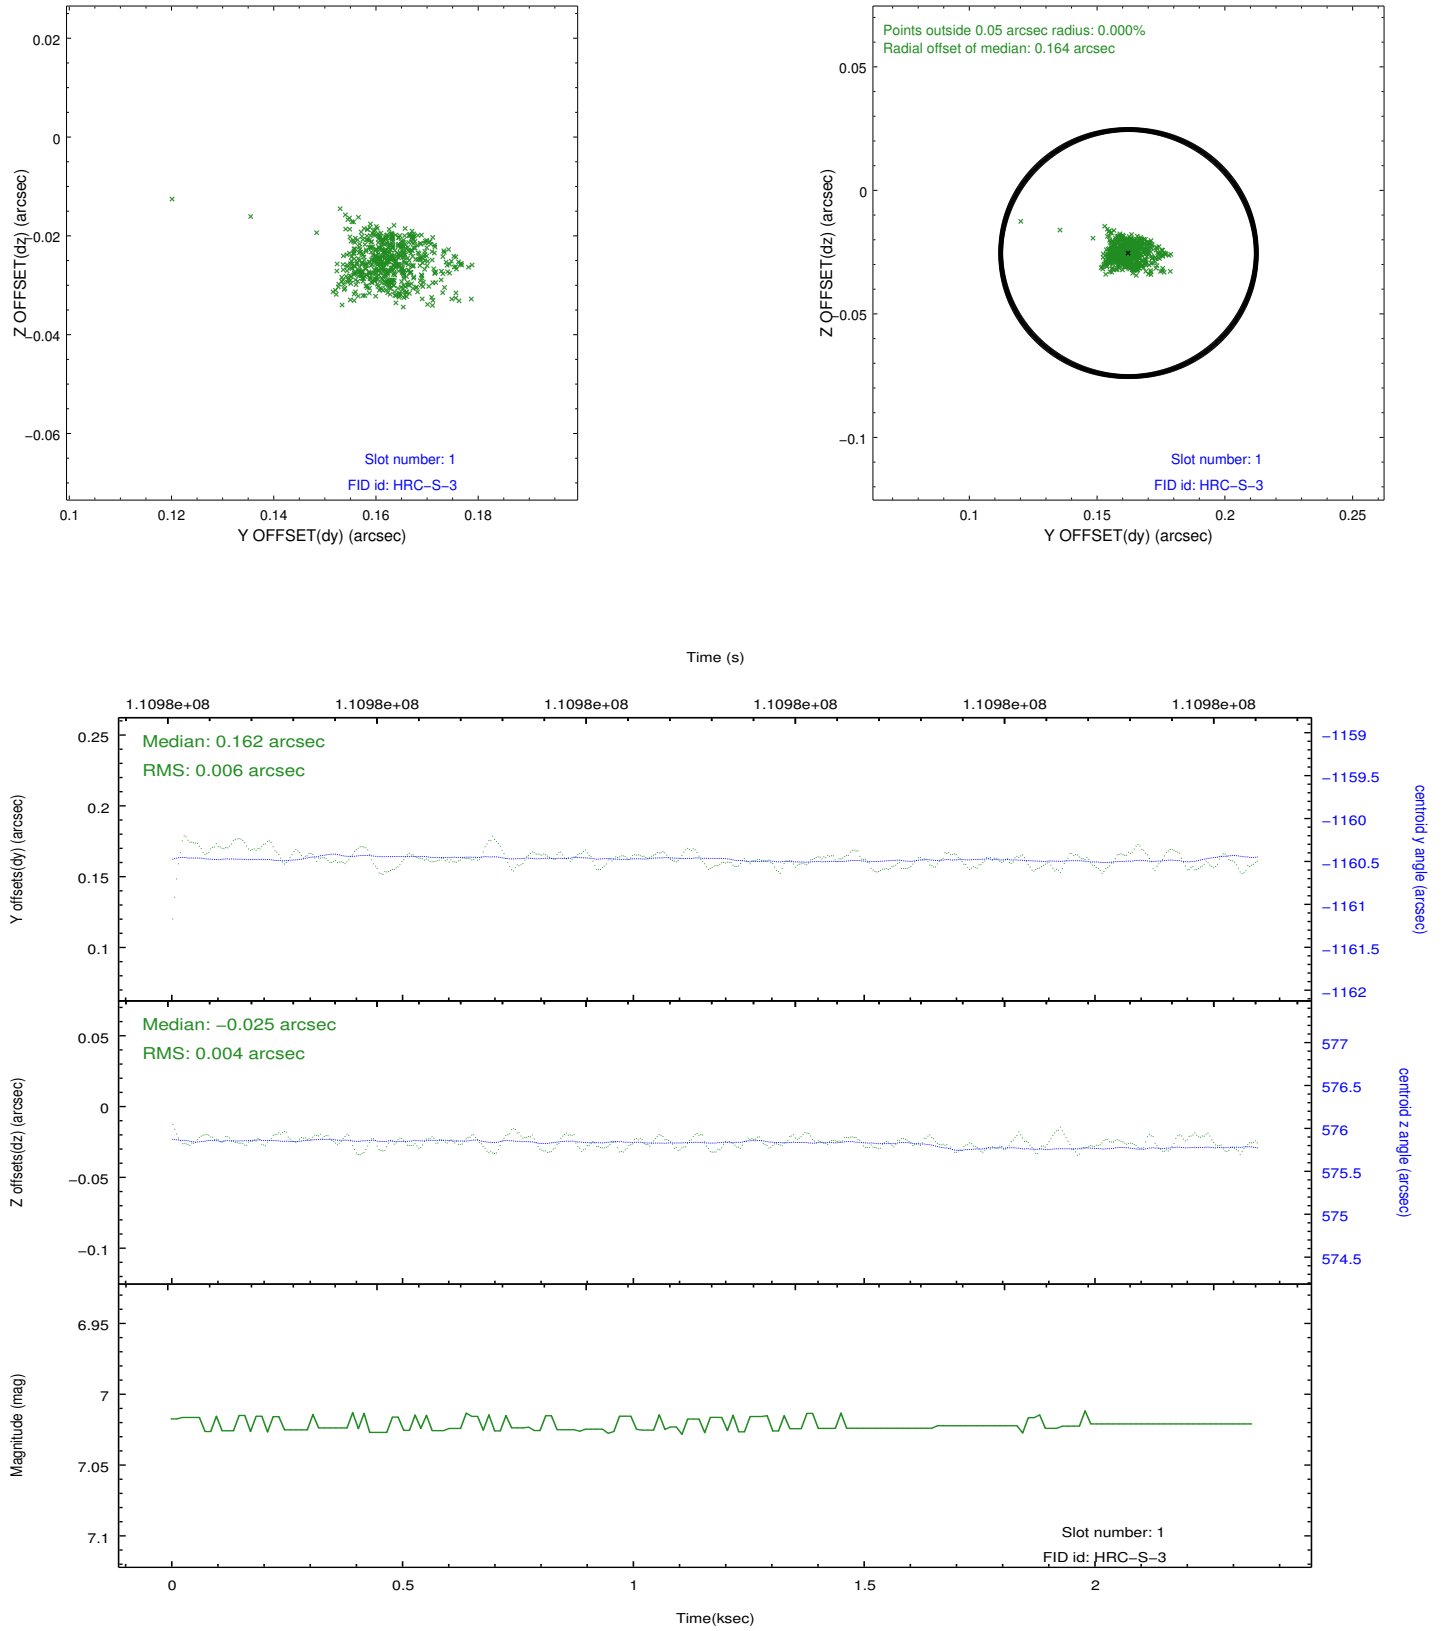 0.02
0
−0.02
−0.04
−0.06
Z OFFSET(dz) (arcsec)
Slot number: 1
FID id: HRC−S−3
0.1
0.12
0.14
0.16
0.18
Y OFFSET(dy) (arcsec)
Points outside 0.05 arcsec radius: 0.000%
Radial offset of median: 0.164 arcsec
0.05
0
−0.05
−0.1
Z OFFSET(dz) (arcsec)
Slot number: 1
FID id: HRC−S−3
0.1
0.15
0.2
0.25
Y OFFSET(dy) (arcsec)
Time (s)
1.1098e+08
1.1098e+08
1.1098e+08
1.1098e+08
1.1098e+08
1.1098e+08
Median: 0.162 arcsec
RMS: 0.006 arcsec
0.25
0.2
0.15
0.1
Y offsets(dy) (arcsec)
−1159
−1159.5
−1160
−1160.5
−1161
−1161.5
−1162
centroid y angle (arcsec)
Median: −0.025 arcsec
RMS: 0.004 arcsec
0.05
0
−0.05
−0.1
Z offsets(dz) (arcsec)
577
576.5
576
575.5
575
574.5
centroid z angle (arcsec)
6.95
7
7.05
7.1
Magnitude (mag)
Slot number: 1
FID id: HRC−S−3
0
0.5
1
1.5
2
Time(ksec)